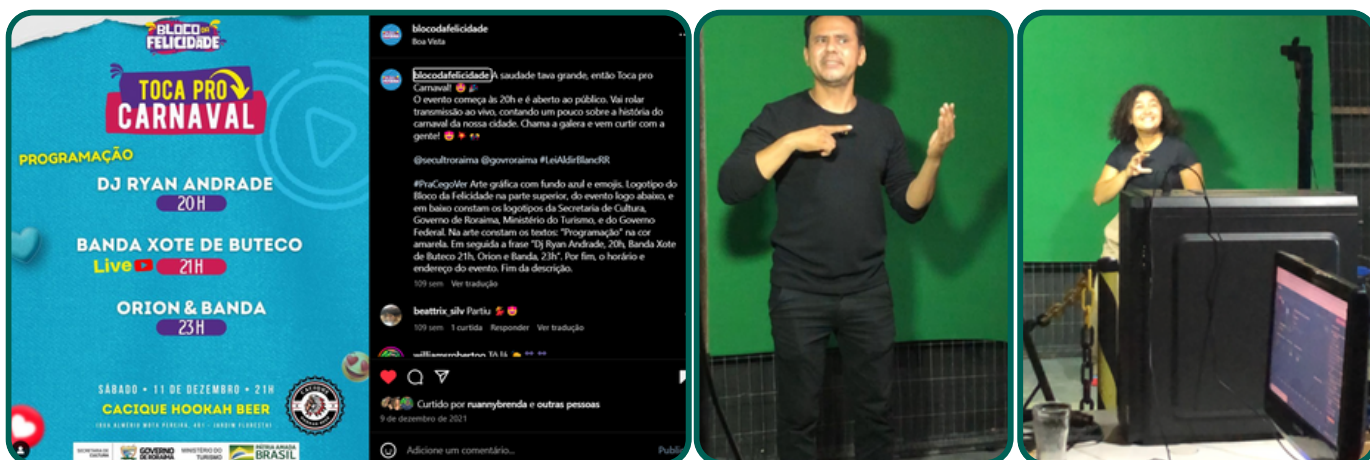 BLOCO DA
FELICIDADE
TOCA PRO
CARNAVAL
PROGRAMAÇÃO
DJ RYAN ANDRADE
20H
BANDA XOTE DE BUTECO
Live 21H
ORION & BANDA
23H
SÁBADO • 11 DE DEZEMBRO • 21H
CACIQUE HOOKAH BEER
CACIQUE
SECRETARIA DE
CULTURA
GOVERNO
DE RORAIMA
MINISTÉRIO DO
TURISMO
PÁTRIA AMADA
BRASIL
blocodafelicidade
Boa Vista
blocodafelicidade A saudade tava grande, então Toca pro
Carnaval! 😍 🎉
O evento começa às 20h e é aberto ao público. Vai rolar
transmissão ao vivo, contando um pouco sobre a história do
carnaval da nossa cidade. Chama a galera e vem curtir com a
gente!
@secultroraima @govroraima #LeiAldirBlancRR
#PraCegoVer Arte gráfica com fundo azul e emojis. Logotipo do
Bloco da Felicidade na parte superior, do evento logo abaixo, e
em baixo constam os logotipos da Secretaria de Cultura,
Governo de Roraima, Ministério do Turismo, e do Governo
Federal. Na arte constam os textos: "Programação" na cor
amarela. Em seguida a frase "Dj Ryan Andrade, 20h, Banda Xote
de Buteco 21h, Orion e Banda, 23h". Por fim, o horário e
endereço do evento. Fim da descrição.
109 sem Ver tradução
beattrix_silv Partiu 💃 😍
109 sem 1 curtida Responder Ver tradução
williamsrobertoo Tô lá
Curtido por ruannybrenda e outras pessoas
9 de dezembro de 2021
Adicione um comentário...